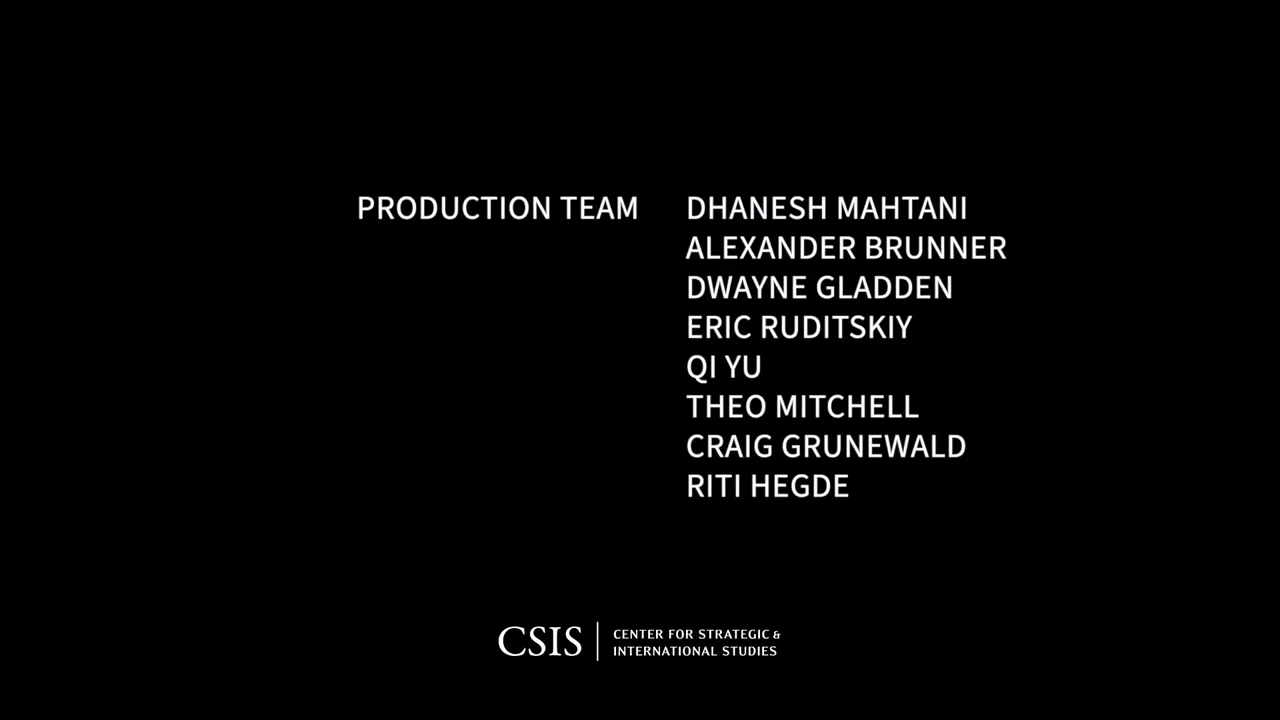 PRODUCTION TEAM DHANESH MAHTANI
ALEXANDER BRUNNER
DWAYNE GLADDEN
ERIC RUDITSKIY
QI YU
THEO MITCHELL
CRAIG GRUNEWALD
RITI HEGDE
CSIS
CENTER FOR STRATEGIC &
INTERNATIONAL STUDIES